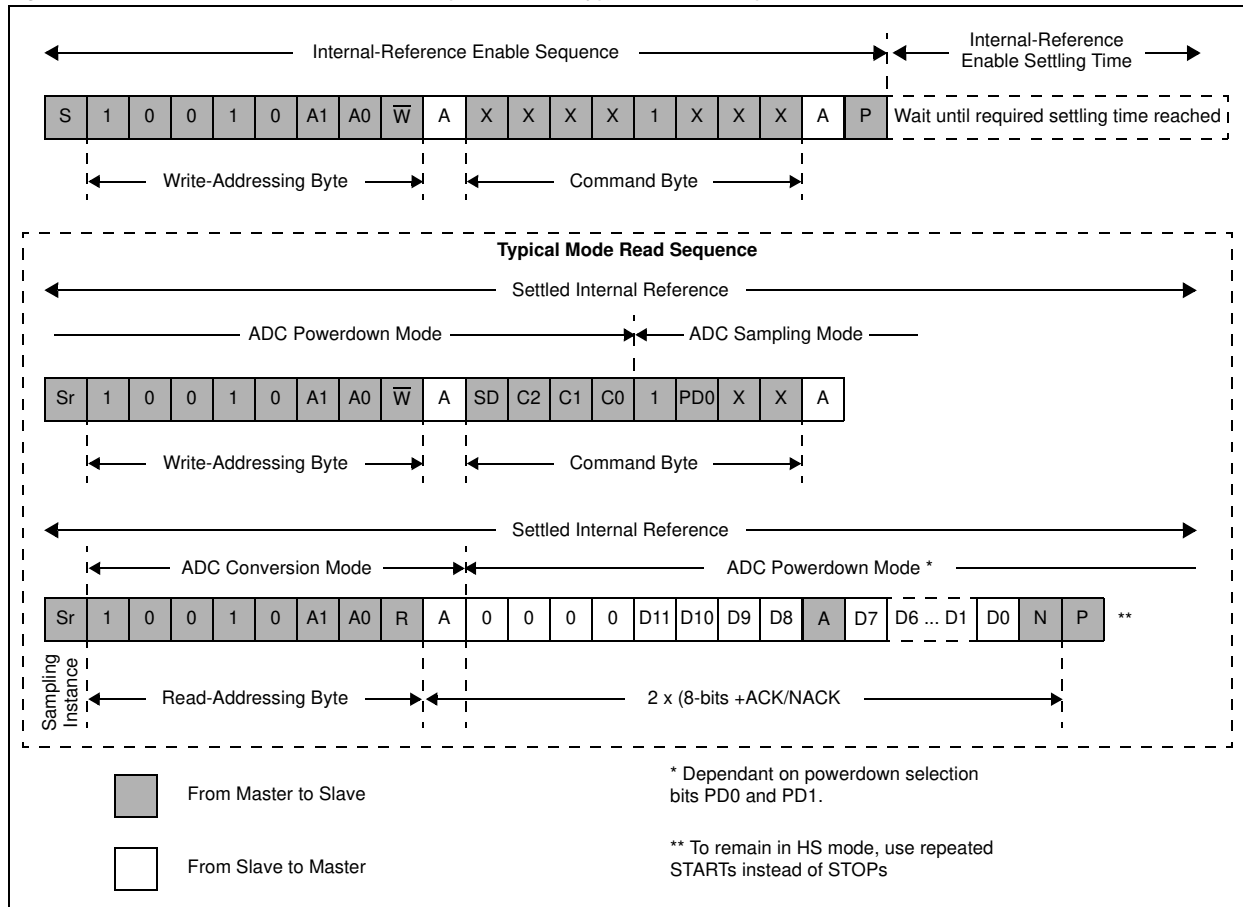 Internal-Reference Enable Sequence
Internal-Reference
Enable Settling Time
S 1 0 0 1 0 A1 A0 W̅ A X X X X 1 X X X A P Wait until required settling time reached
Write-Addressing Byte Command Byte
Typical Mode Read Sequence
Settled Internal Reference
ADC Powerdown Mode ADC Sampling Mode
Sr 1 0 0 1 0 A1 A0 W̅ A SD C2 C1 C0 1 PD0 X X A
Write-Addressing Byte Command Byte
Settled Internal Reference
ADC Conversion Mode ADC Powerdown Mode *
Sr 1 0 0 1 0 A1 A0 R A 0 0 0 0 D11 D10 D9 D8 A D7 D6 ... D1 D0 N P **
Sampling
Instance
Read-Addressing Byte 2 x (8-bits +ACK/NACK
From Master to Slave
* Dependant on powerdown selection
bits PD0 and PD1.
From Slave to Master
** To remain in HS mode, use repeated
STARTs instead of STOPs